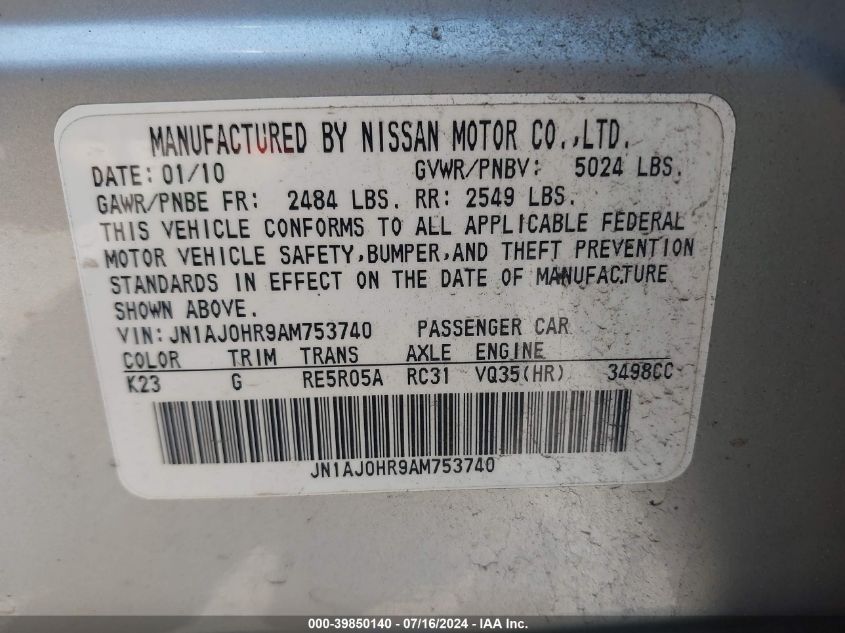 MANUFACTURED BY NISSAN MOTOR CO.,LTD.
DATE: 01/10 GVWR/PNBV: 5024 LBS.
GAWR/PNBE FR: 2484 LBS. RR: 2549 LBS.
THIS VEHICLE CONFORMS TO ALL APPLICABLE FEDERAL
MOTOR VEHICLE SAFETY,BUMPER,AND THEFT PREVENTION
STANDARDS IN EFFECT ON THE DATE OF MANUFACTURE
SHOWN ABOVE.
VIN: JN1AJ0HR9AM753740 PASSENGER CAR
COLOR TRIM TRANS AXLE ENGINE
K23 G RE5R05A RC31 VQ35(HR) 3498CC
JN1AJ0HR9AM753740
000-39850140 - 07/16/2024 - IAA Inc.